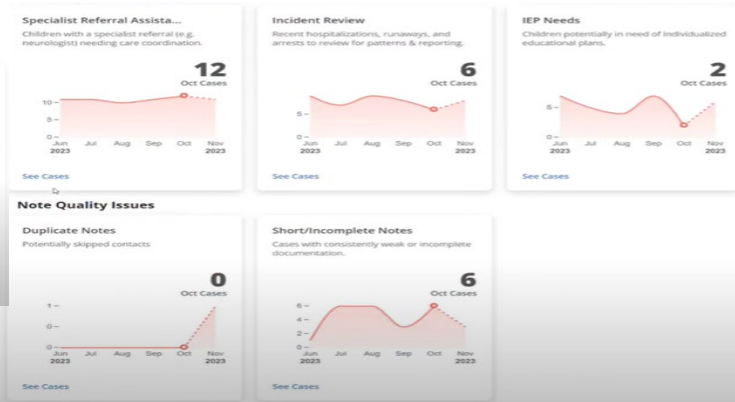 Specialist Referral Assista...
Children with a specialist referral (e.g.
neurologist) needing care coordination.
12
Oct Cases
10
5
0
Jun Jul Aug Sep Oct Nov
2023 2023
See Cases
Incident Review
Recent hospitalizations, runaways, and
arrests to review for patterns & reporting.
6
Oct Cases
5
0
Jun Jul Aug Sep Oct Nov
2023 2023
See Cases
IEP Needs
Children potentially in need of individualized
educational plans.
2
Oct Cases
5
0
Jun Jul Aug Sep Oct Nov
2023 2023
See Cases
Note Quality Issues
Duplicate Notes
Potentially skipped contacts
0
Oct Cases
1
0
0
Jun Jul Aug Sep Oct Nov
2023 2023
See Cases
Short/Incomplete Notes
Cases with consistently weak or incomplete
documentation.
6
Oct Cases
6
4
2
0
Jun Jul Aug Sep Oct Nov
2023 2023
See Cases